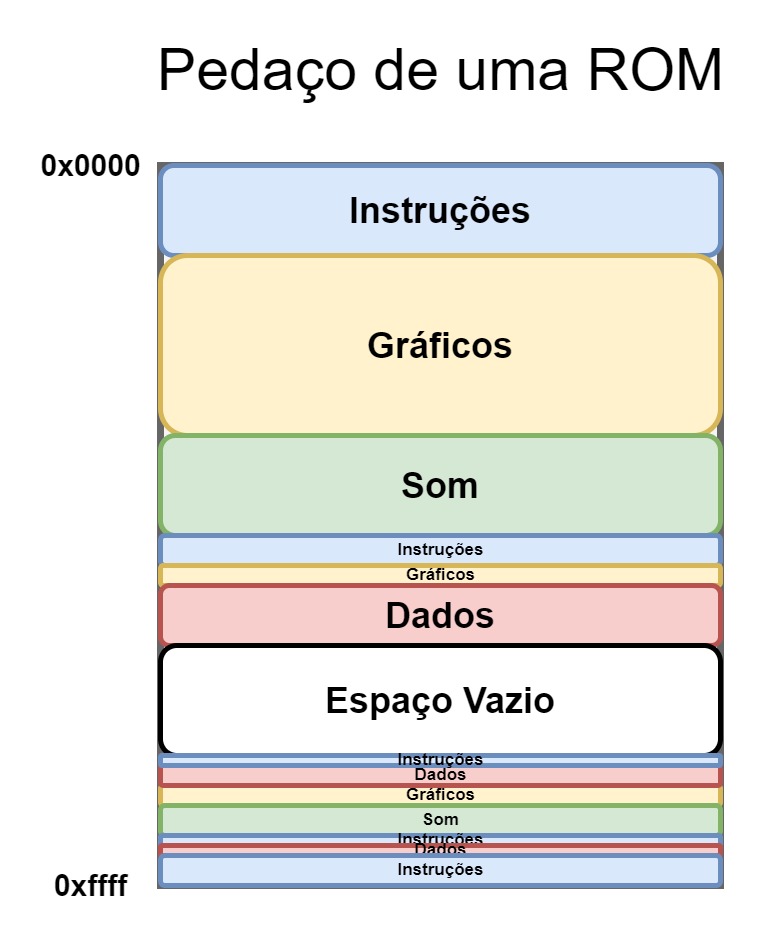 Pedaço de uma ROM
0x0000
Instruções
Gráficos
Som
Instruções
Gráficos
Dados
Espaço Vazio
Instruções
Dados
Gráficos
Som
Instruções
Dados
Instruções
0xffff